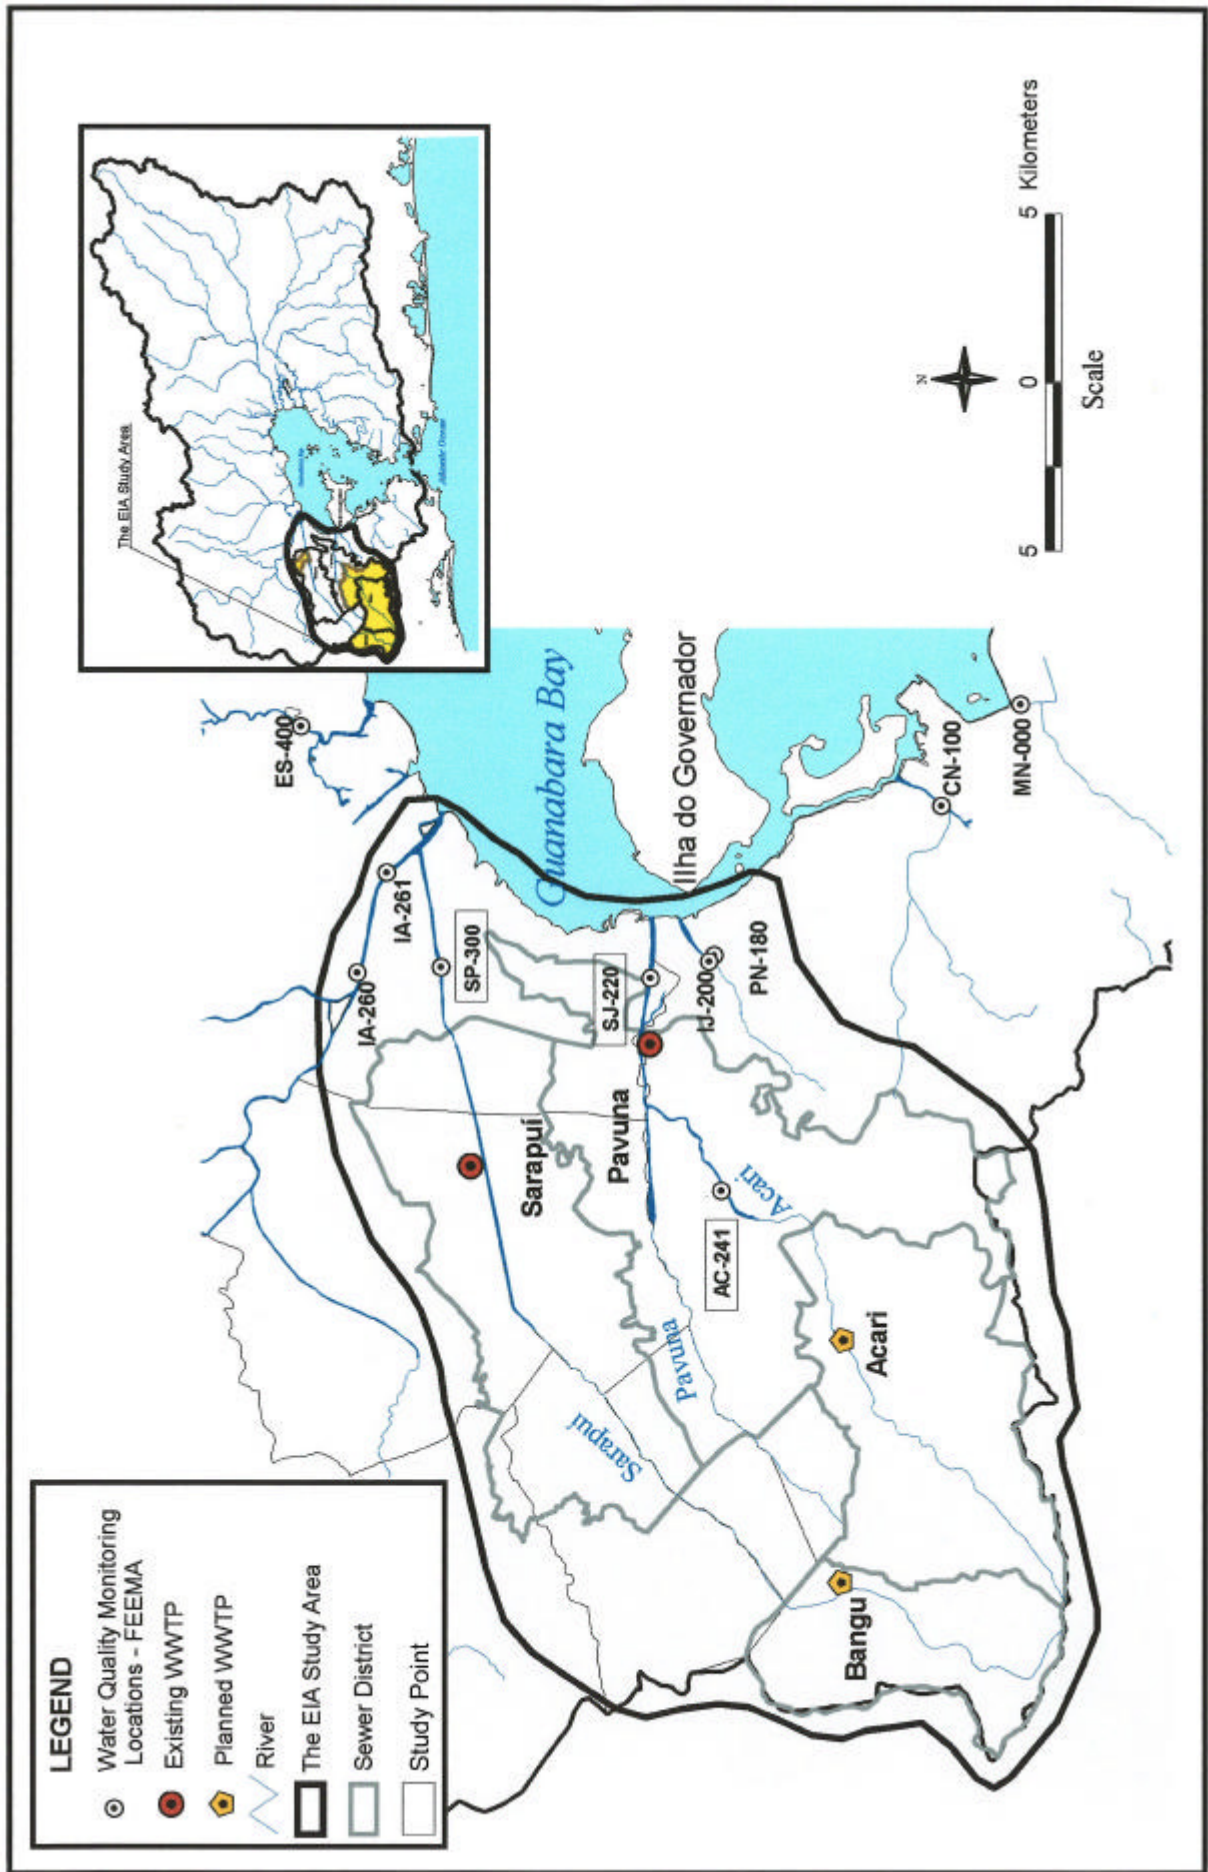 LEGEND
Water Quality Monitoring
Locations - FEEMA
Existing WWTP
Planned WWTP
River
The EIA Study Area
Sewer District
Study Point
The EIA Study Area
Atlantic Ocean
ES-400
IA-261
IA-260
SP-300
SJ-220
IJ-200
PN-180
CN-100
MN-000
AC-241
Guanabara Bay
Ilha do Governador
Sarapuí
Pavuna
Acari
Sarapuí
Pavuna
Acari
Bangu
N
5 0 5 Kilometers
Scale